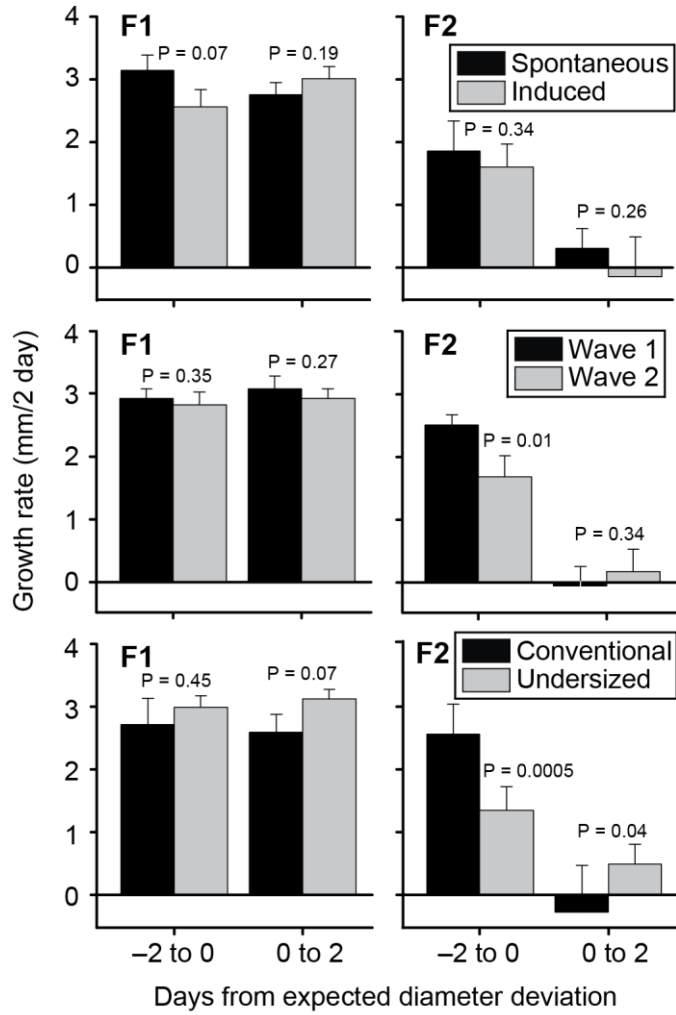 Growth rate (mm/2 day)
4
3
2
1
0
F1
P = 0.07
P = 0.19
F2
Spontaneous
Induced
P = 0.34
P = 0.26
4
3
2
1
0
F1
P = 0.35
P = 0.27
F2
Wave 1
Wave 2
P = 0.01
P = 0.34
4
3
2
1
0
F1
P = 0.45
P = 0.07
F2
Conventional
Undersized
P = 0.0005
P = 0.04
–2 to 0
0 to 2
–2 to 0
0 to 2
Days from expected diameter deviation